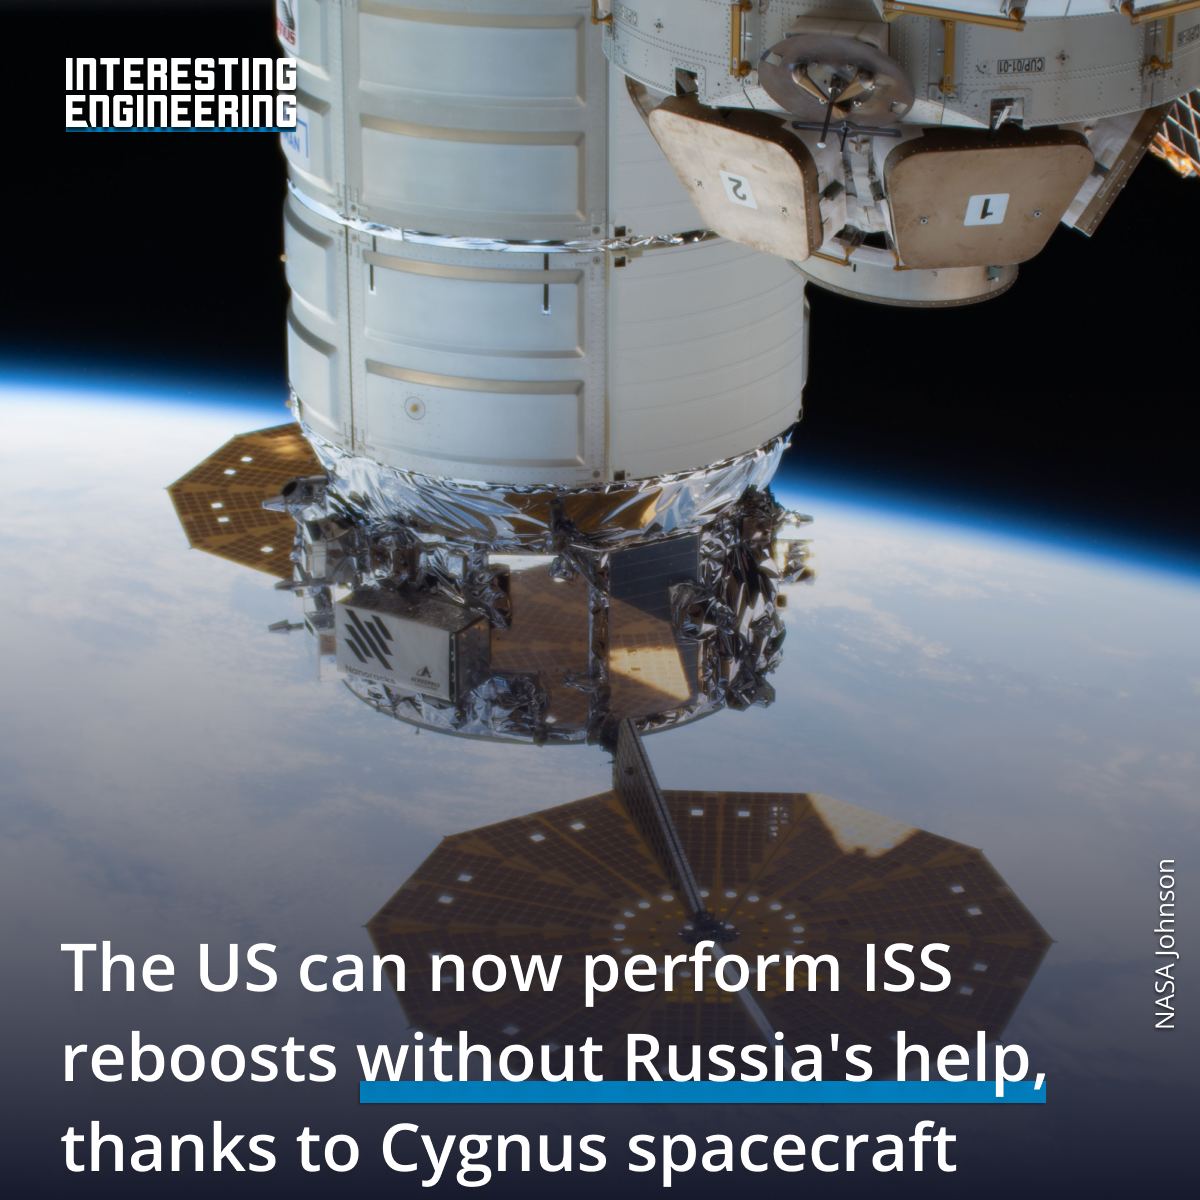 INTERESTING
ENGINEERING
CUP/01-01
2
1
Nanoracks
The US can now perform ISS
reboosts without Russia's help,
thanks to Cygnus spacecraft
NASA Johnson